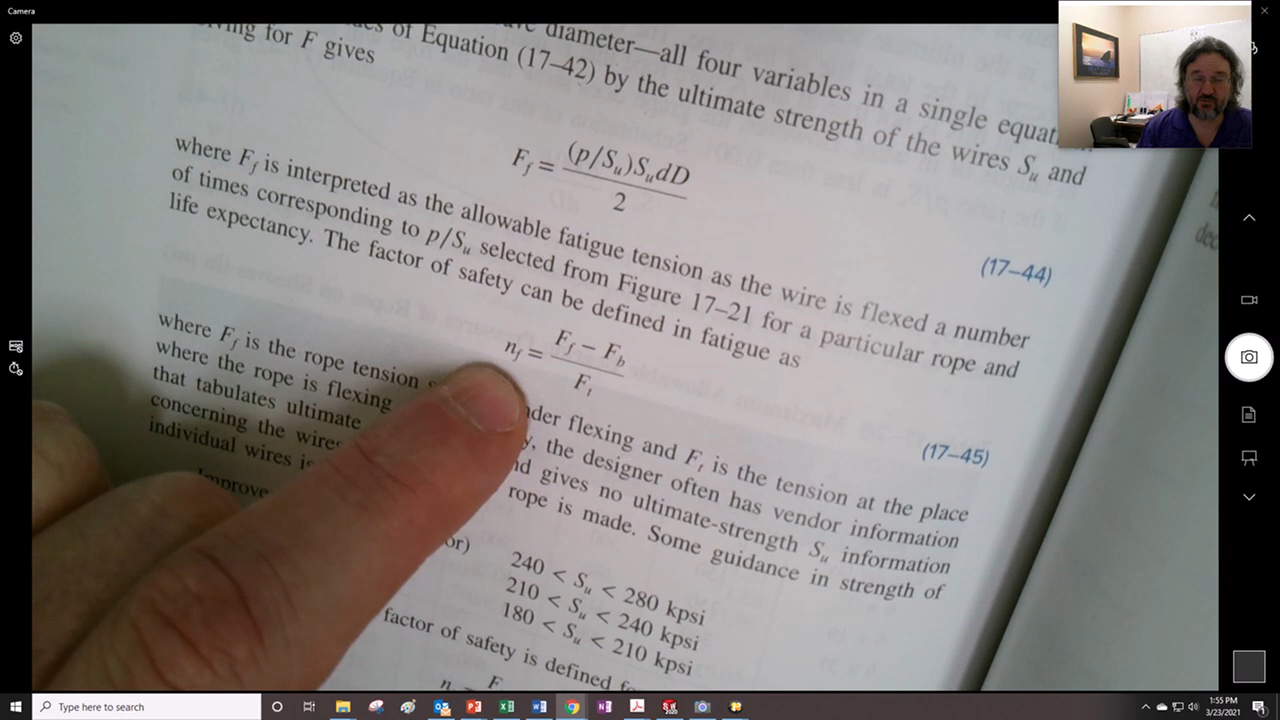 Camera
diameter—all four variables in a single
of Equation (17–42) by the ultimate strength of the wires Su and
for F gives
Ff = (p/Su)SudD / 2
(17–44)
where Ff is interpreted as the allowable fatigue tension as the wire is flexed a number
of times corresponding to p/Su selected from Figure 17–21 for a particular rope and
life expectancy. The factor of safety can be defined in fatigue as
nf = Ff − Fb / Ft
(17–45)
where Ff is the rope tension under flexing and Ft is the tension at the place
where the rope is flexing the designer often has vendor information
that tabulates ultimate and gives no ultimate-strength Su information
concerning the wires rope is made. Some guidance in strength of
individual wires is
Improve
240 < Su < 280 kpsi
210 < Su < 240 kpsi
180 < Su < 210 kpsi
factor of safety is defined
F
Type here to search
1:55 PM
3/23/2021